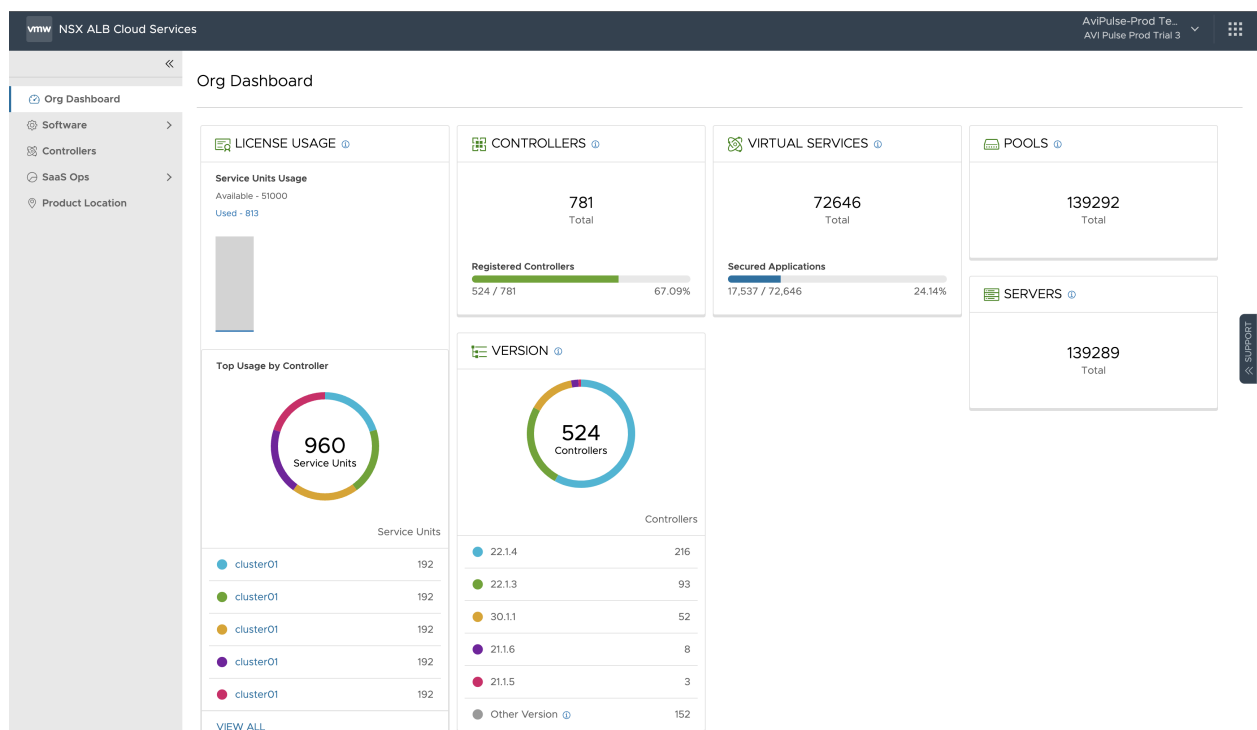 vmw NSX ALB Cloud Services
AviPulse-Prod Te...
AVI Pulse Prod Trial 3
Org Dashboard
Software
Controllers
SaaS Ops
Product Location
Org Dashboard
LICENSE USAGE
Service Units Usage
Available - 51000
Used - 813
Top Usage by Controller
960
Service Units
Service Units
cluster01 192
cluster01 192
cluster01 192
cluster01 192
cluster01 192
VIEW ALL
CONTROLLERS
781
Total
Registered Controllers
524 / 781 67.09%
VERSION
524
Controllers
Controllers
22.1.4 216
22.1.3 93
30.1.1 52
21.1.6 8
21.1.5 3
Other Version 152
VIRTUAL SERVICES
72646
Total
Secured Applications
17,537 / 72,646 24.14%
POOLS
139292
Total
SERVERS
139289
Total
SUPPORT